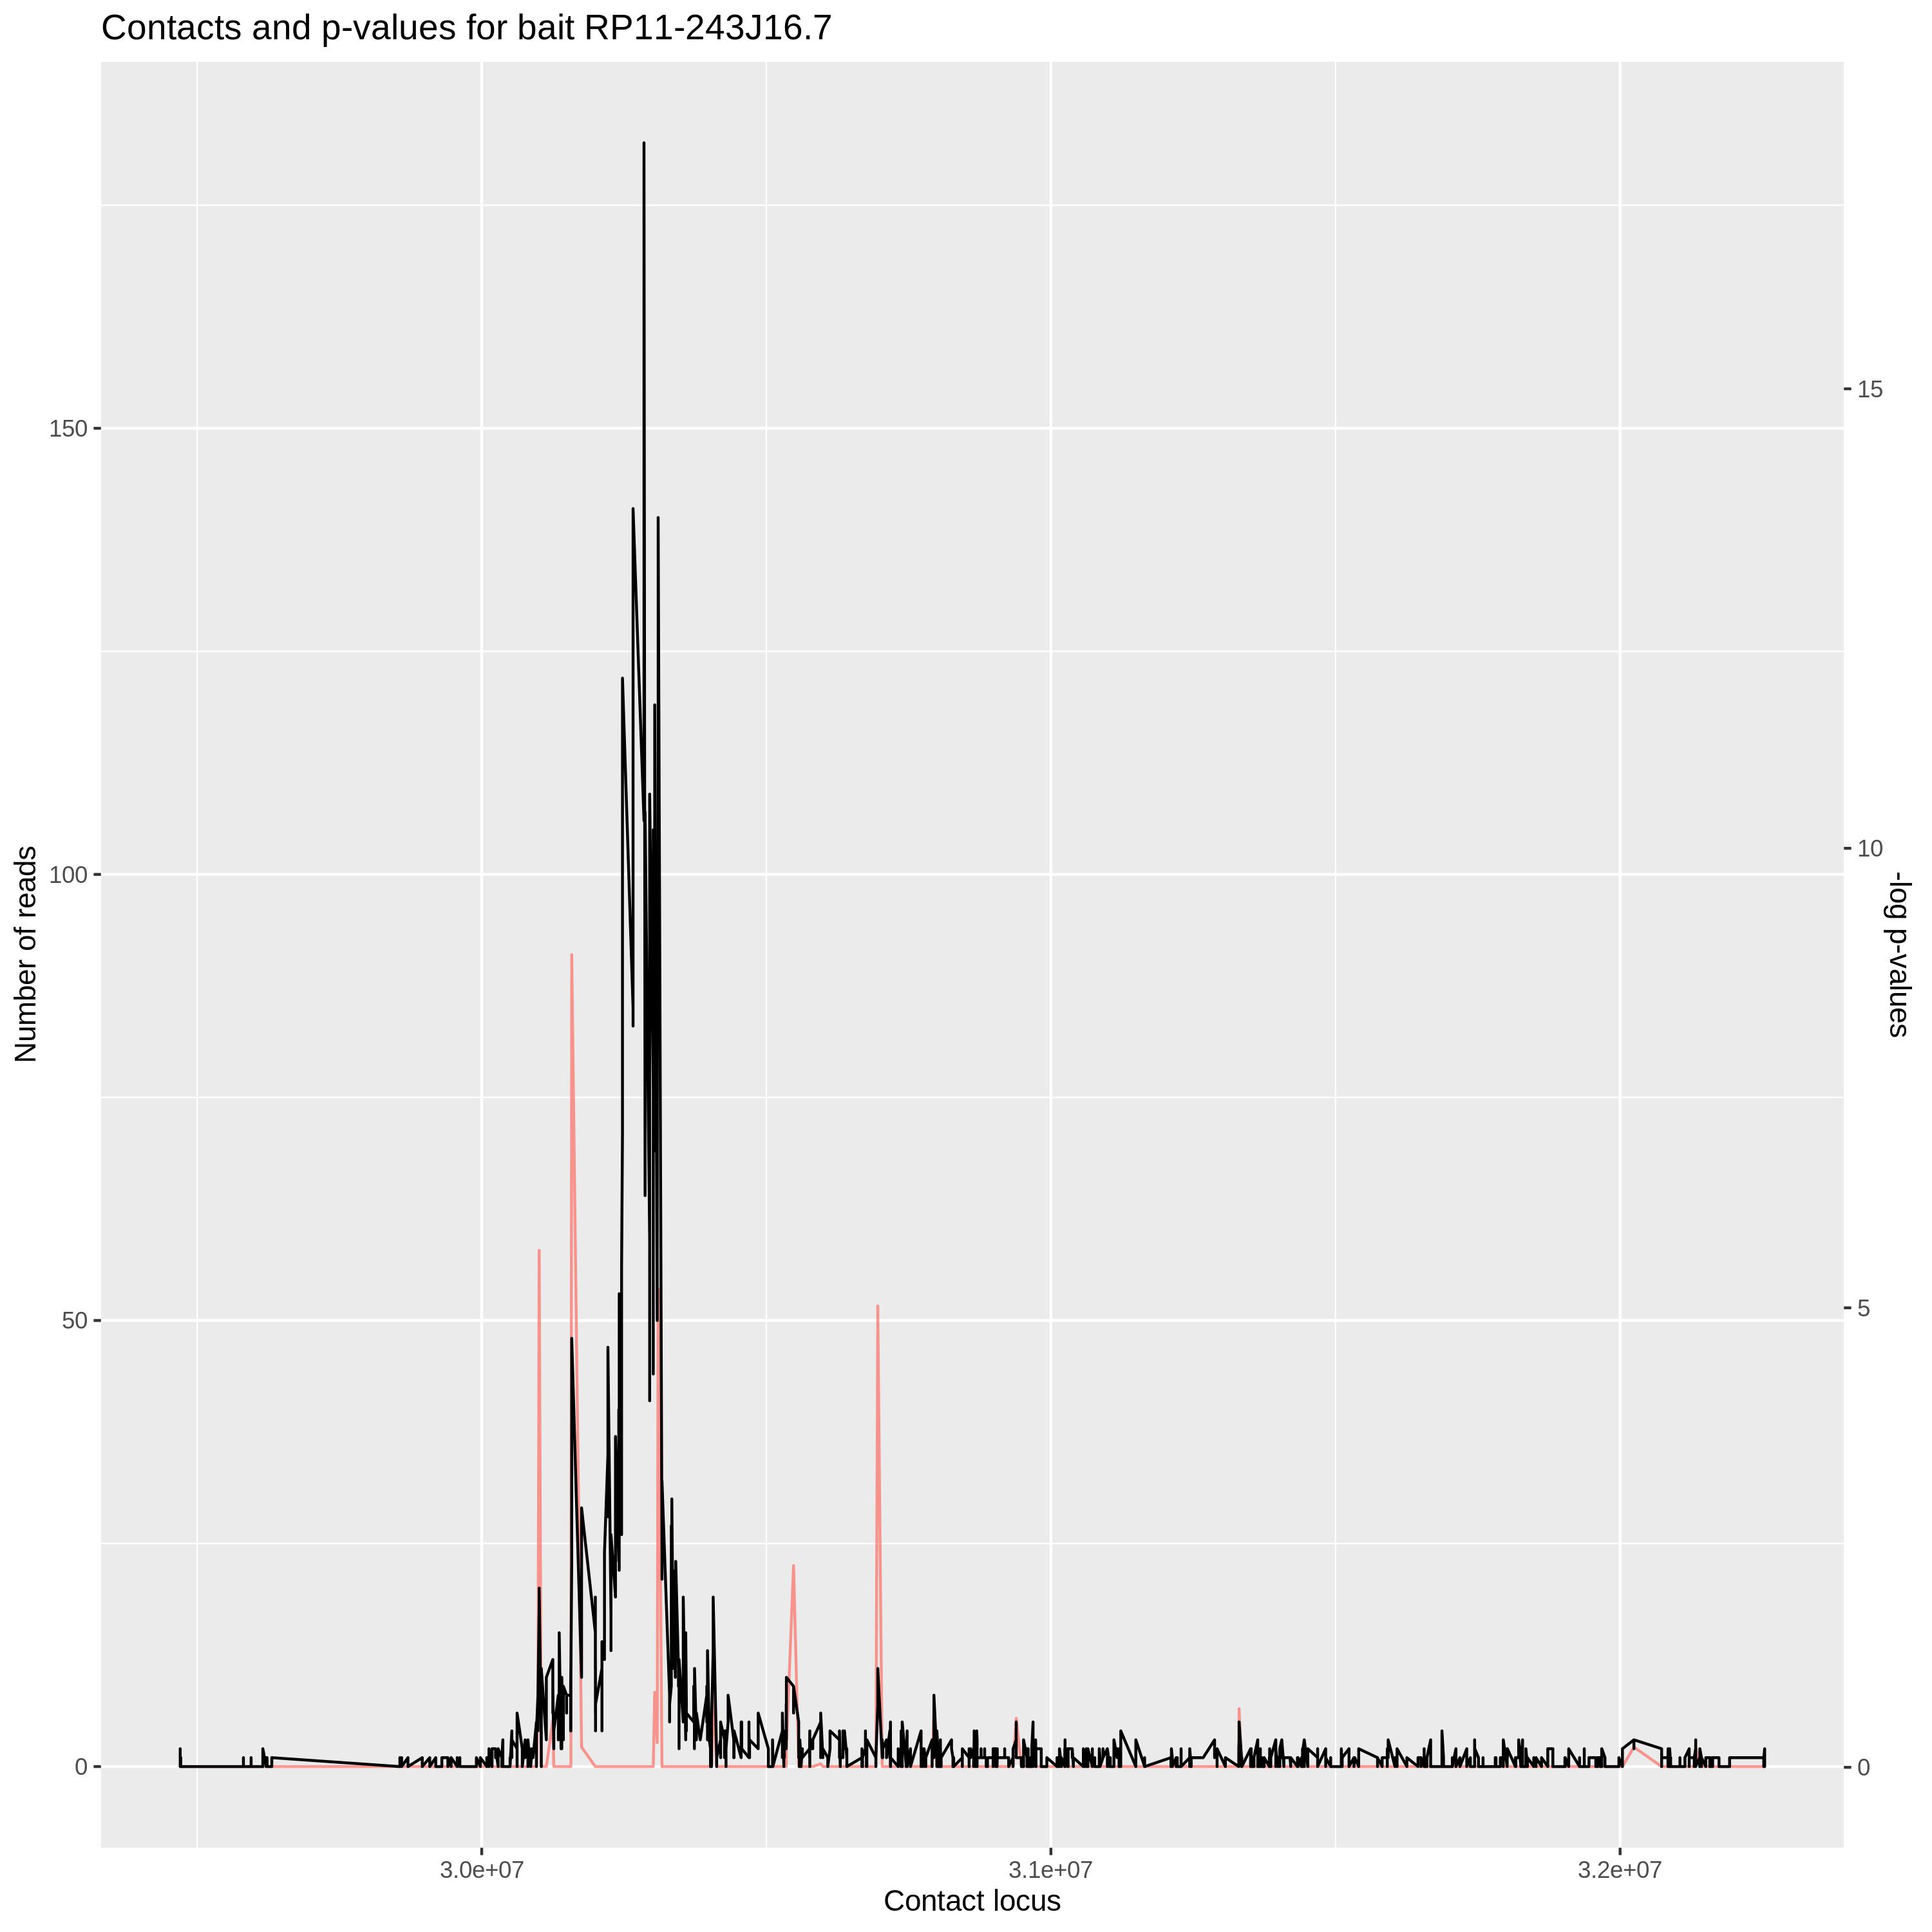 Contacts and p-values for bait RP11-243J16.7
150
100
50
0
15
10
5
0
Number of reads
-log p-values
3.0e+07
3.1e+07
3.2e+07
Contact locus